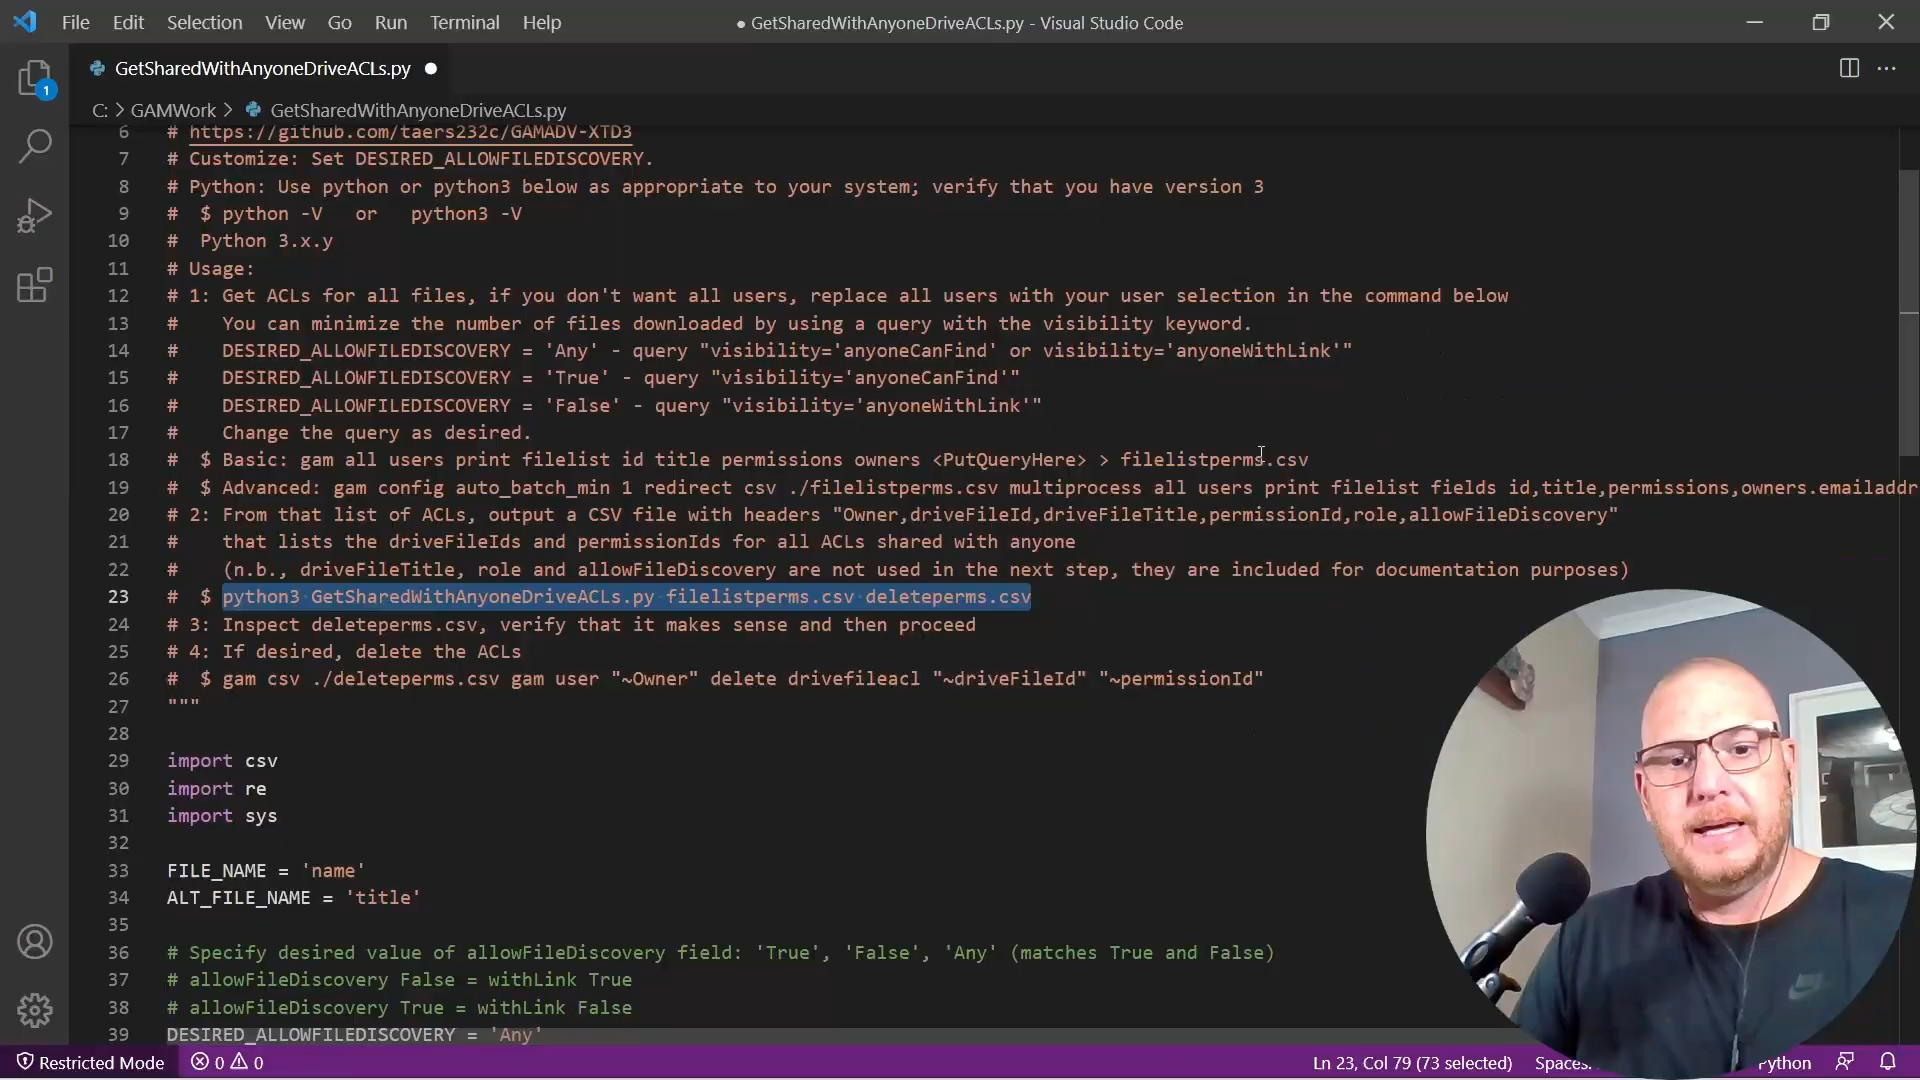 File Edit Selection View Go Run Terminal Help
● GetSharedWithAnyoneDriveACLs.py - Visual Studio Code
GetSharedWithAnyoneDriveACLs.py ●
C: > GAMWork > GetSharedWithAnyoneDriveACLs.py
1
6 # https://github.com/taers232c/GAMADV-XTD3
7 # Customize: Set DESIRED_ALLOWFILEDISCOVERY.
8 # Python: Use python or python3 below as appropriate to your system; verify that you have version 3
9 #  $ python -V   or   python3 -V
10 #  Python 3.x.y
11 # Usage:
12 # 1: Get ACLs for all files, if you don't want all users, replace all users with your user selection in the command below
13 #    You can minimize the number of files downloaded by using a query with the visibility keyword.
14 #    DESIRED_ALLOWFILEDISCOVERY = 'Any' - query "visibility='anyoneCanFind' or visibility='anyoneWithLink'"
15 #    DESIRED_ALLOWFILEDISCOVERY = 'True' - query "visibility='anyoneCanFind'"
16 #    DESIRED_ALLOWFILEDISCOVERY = 'False' - query "visibility='anyoneWithLink'"
17 #    Change the query as desired.
18 #  $ Basic: gam all users print filelist id title permissions owners <PutQueryHere> > filelistperms.csv
19 #  $ Advanced: gam config auto_batch_min 1 redirect csv ./filelistperms.csv multiprocess all users print filelist fields id,title,permissions,owners.emailaddr
20 # 2: From that list of ACLs, output a CSV file with headers "Owner,driveFileId,driveFileTitle,permissionId,role,allowFileDiscovery"
21 #    that lists the driveFileIds and permissionIds for all ACLs shared with anyone
22 #    (n.b., driveFileTitle, role and allowFileDiscovery are not used in the next step, they are included for documentation purposes)
23 #  $ python3 GetSharedWithAnyoneDriveACLs.py filelistperms.csv deleteperms.csv
24 # 3: Inspect deleteperms.csv, verify that it makes sense and then proceed
25 # 4: If desired, delete the ACLs
26 #  $ gam csv ./deleteperms.csv gam user "~Owner" delete drivefileacl "~driveFileId" "~permissionId"
27 """
28
29 import csv
30 import re
31 import sys
32
33 FILE_NAME = 'name'
34 ALT_FILE_NAME = 'title'
35
36 # Specify desired value of allowFileDiscovery field: 'True', 'False', 'Any' (matches True and False)
37 # allowFileDiscovery False = withLink True
38 # allowFileDiscovery True = withLink False
39 DESIRED_ALLOWFILEDISCOVERY = 'Any'
Restricted Mode 0 0 Ln 23, Col 79 (73 selected) Spaces: Python